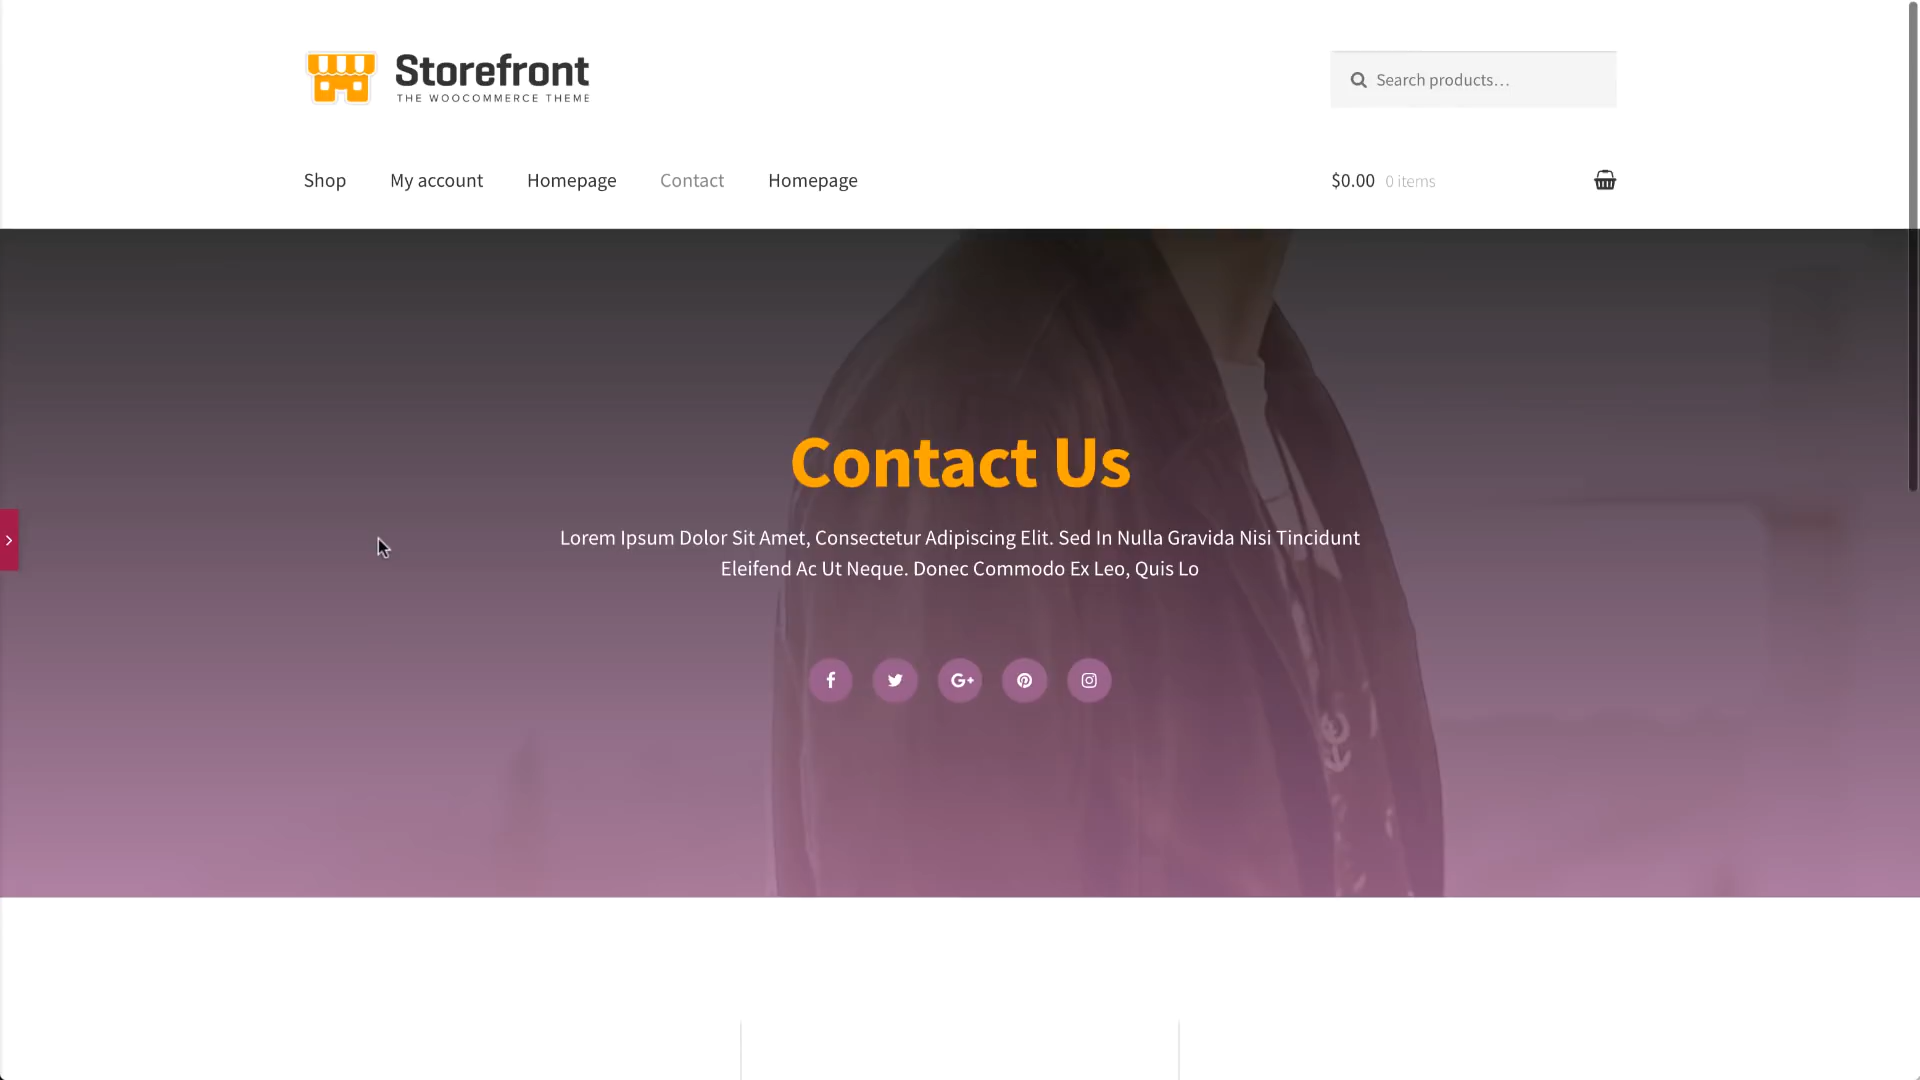 Storefront
THE WOOCOMMERCE THEME
Search products…
Shop My account Homepage Contact Homepage
$0.00 0 items
Contact Us
Lorem Ipsum Dolor Sit Amet, Consectetur Adipiscing Elit. Sed In Nulla Gravida Nisi Tincidunt
Eleifend Ac Ut Neque. Donec Commodo Ex Leo, Quis Lo